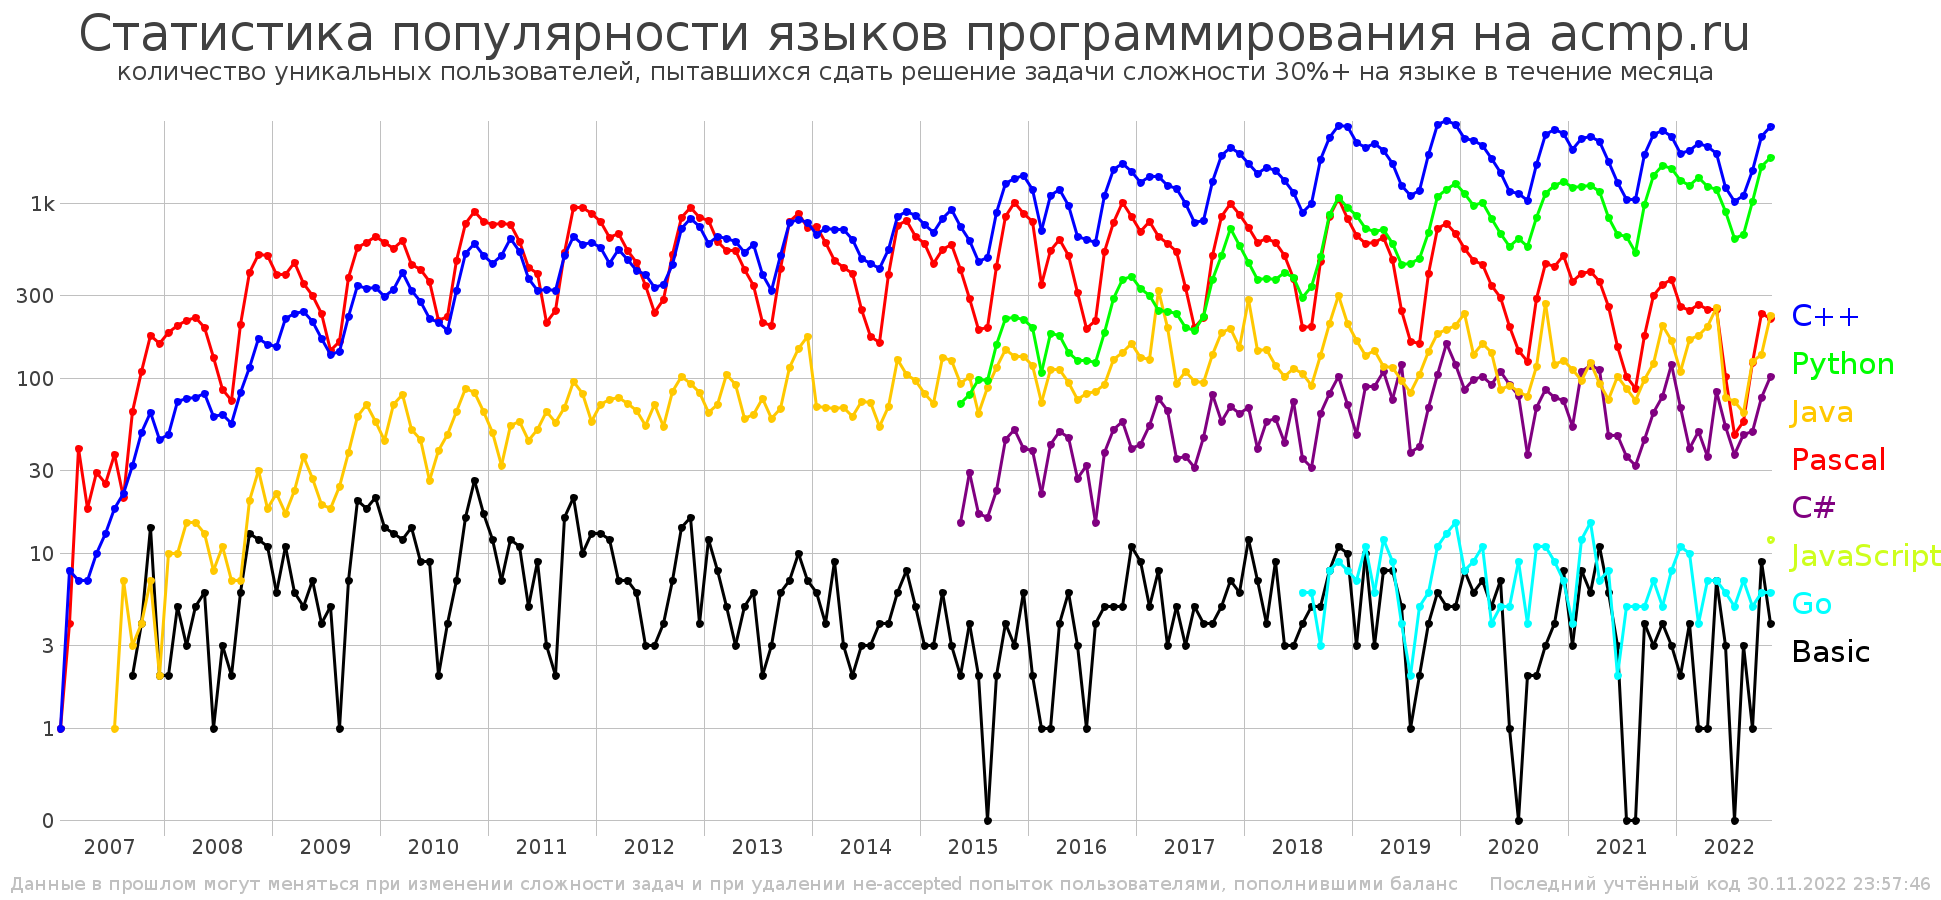 Статистика популярности языков программирования на acmp.ru
количество уникальных пользователей, пытавшихся сдать решение задачи сложности 30%+ на языке в течение месяца
1k
300
100
30
10
3
1
0
C++
Python
Java
Pascal
C#
JavaScript
Go
Basic
2007 2008 2009 2010 2011 2012 2013 2014 2015 2016 2017 2018 2019 2020 2021 2022
Данные в прошлом могут меняться при изменении сложности задач и при удалении не-accepted попыток пользователями, пополнившими баланс Последний учтённый код 30.11.2022 23:57:46